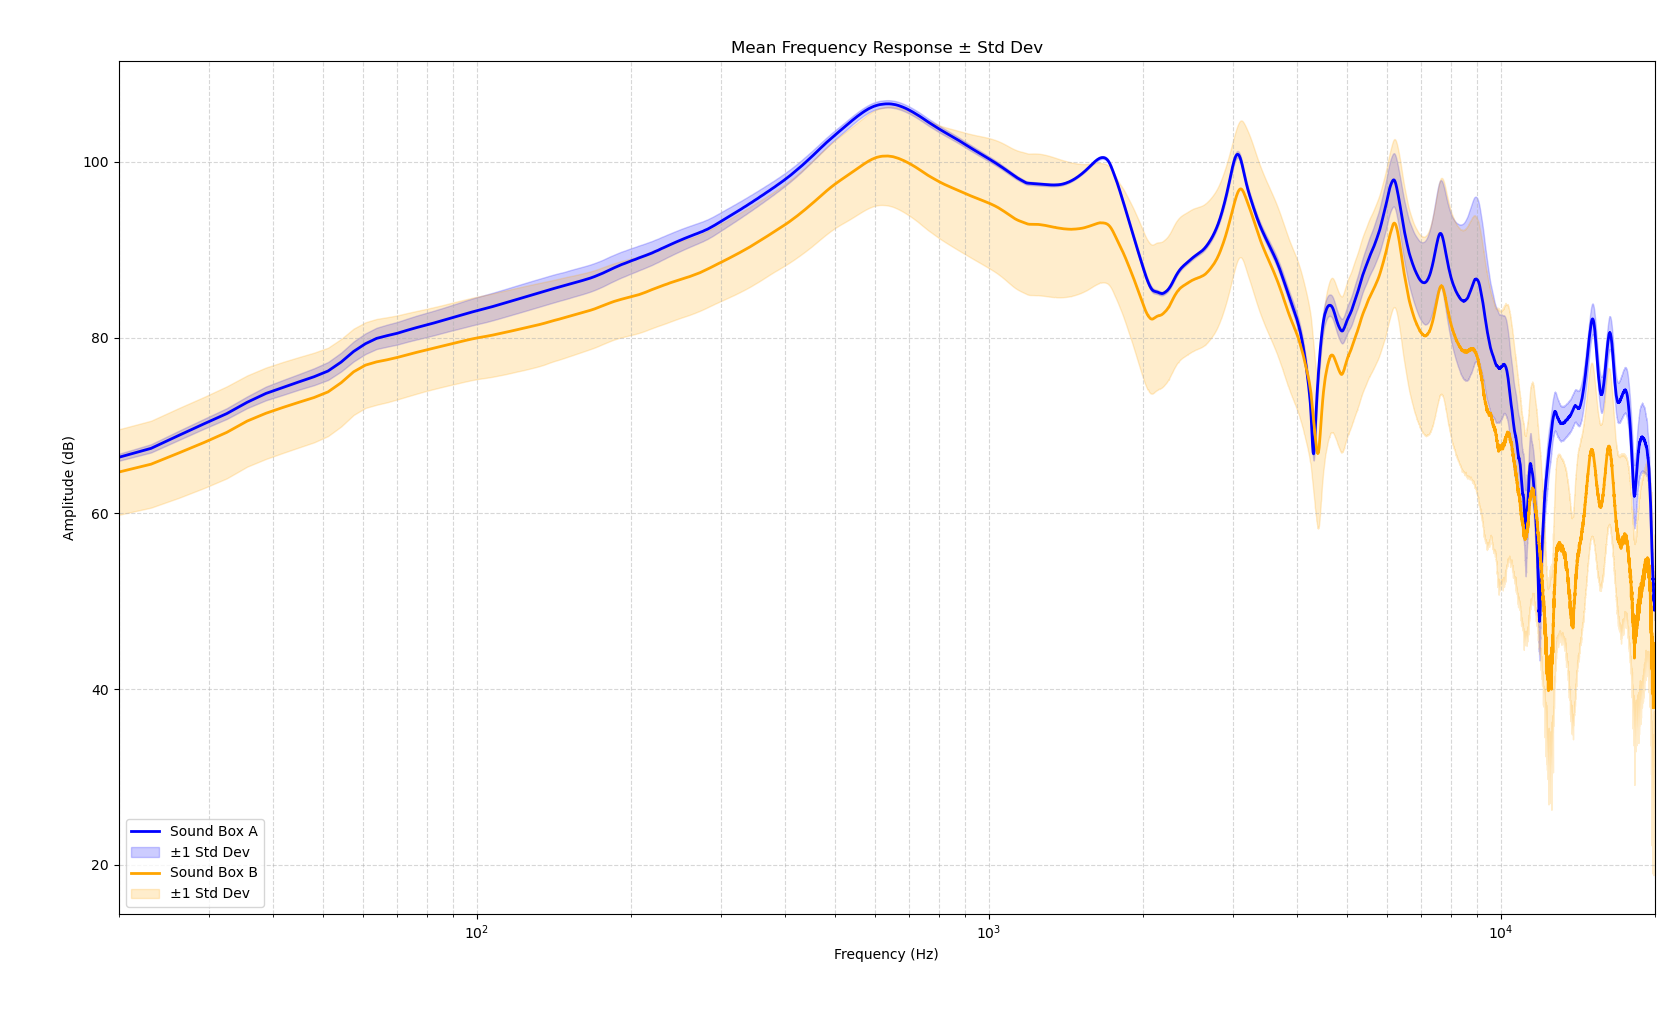 Mean Frequency Response ± Std Dev
Amplitude (dB)
100
80
60
40
20
Sound Box A
±1 Std Dev
Sound Box B
±1 Std Dev
10²
10³
10⁴
Frequency (Hz)